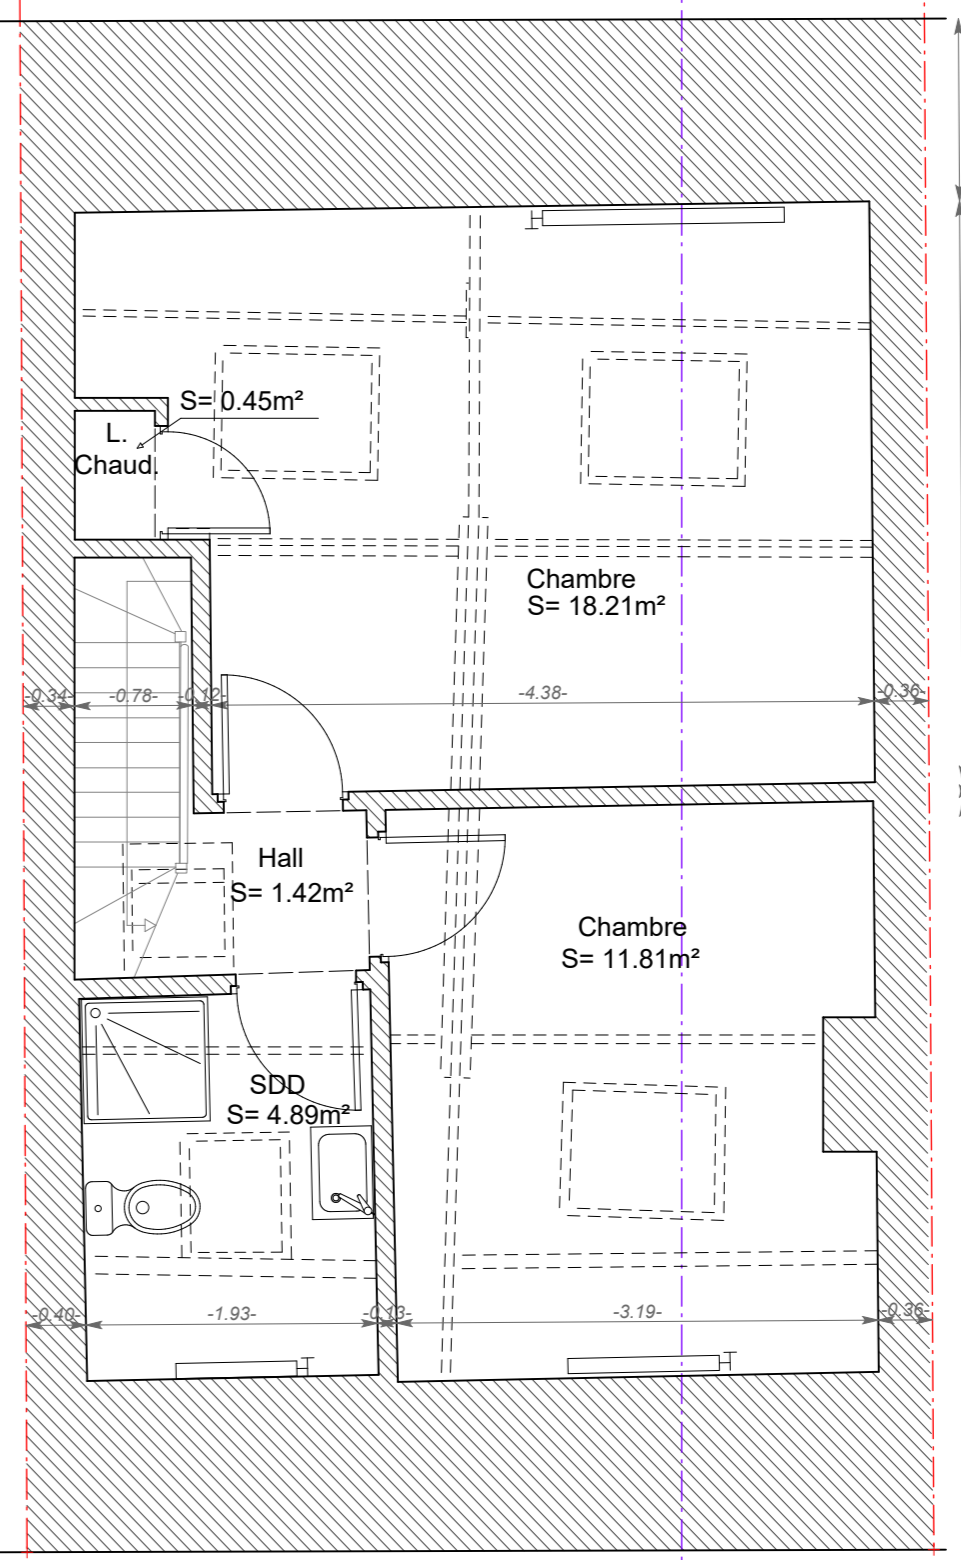 S= 0.45m²
L.
Chaud.
Chambre
S= 18.21m²
-0.34-
-0.78-
-0.12-
-4.38-
-0.36-
Hall
S= 1.42m²
Chambre
S= 11.81m²
SDD
S= 4.89m²
-0.40-
-1.93-
-0.13-
-3.19-
-0.36-